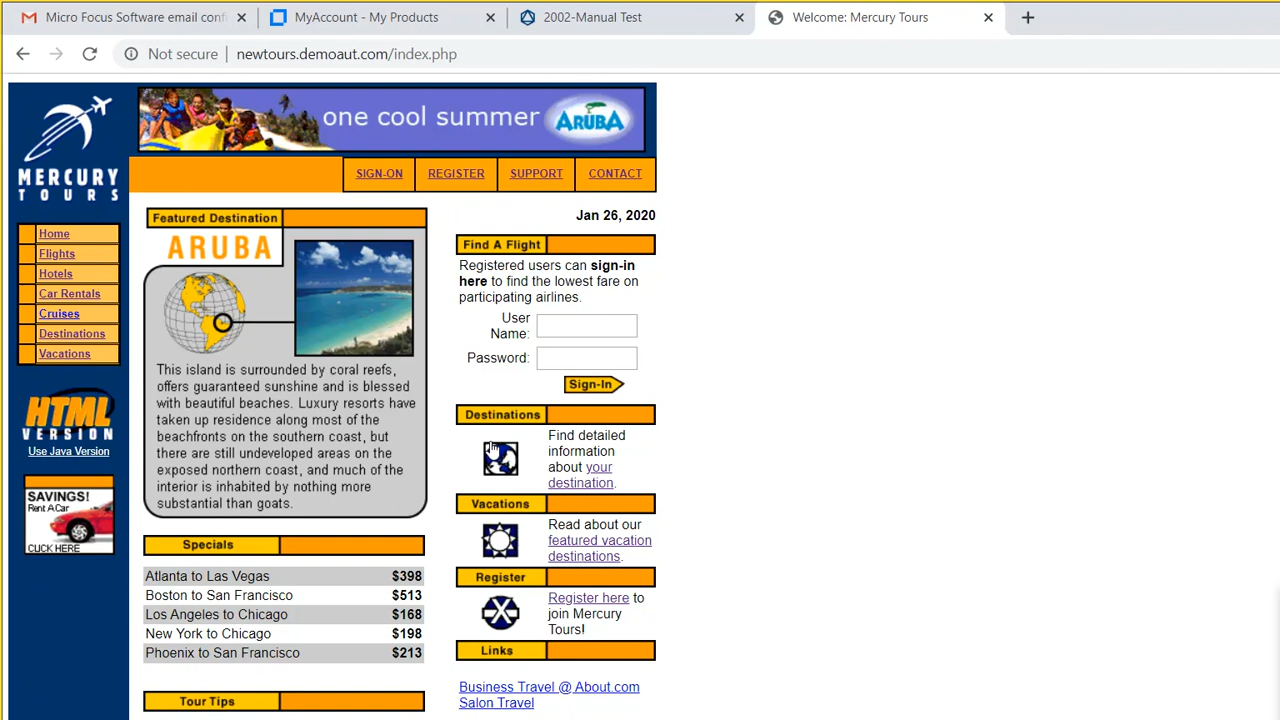 Micro Focus Software email conf
MyAccount - My Products
2002-Manual Test
Welcome: Mercury Tours
Not secure | newtours.demoaut.com/index.php
one cool summer ARUBA
MERCURY
TOURS
SIGN-ON REGISTER SUPPORT CONTACT
Home
Flights
Hotels
Car Rentals
Cruises
Destinations
Vacations
HTML
VERSION
Use Java Version
SAVINGS!
Rent A Car
CLICK HERE
Featured Destination
ARUBA
This island is surrounded by coral reefs,
offers guaranteed sunshine and is blessed
with beautiful beaches. Luxury resorts have
taken up residence along most of the
beachfronts on the southern coast, but
there are still undeveloped areas on the
exposed northern coast, and much of the
interior is inhabited by nothing more
substantial than goats.
Specials
Atlanta to Las Vegas $398
Boston to San Francisco $513
Los Angeles to Chicago $168
New York to Chicago $198
Phoenix to San Francisco $213
Tour Tips
Jan 26, 2020
Find A Flight
Registered users can sign-in
here to find the lowest fare on
participating airlines.
User
Name:
Password:
Sign-In
Destinations
Find detailed
information
about your
destination.
Vacations
Read about our
featured vacation
destinations.
Register
Register here to
join Mercury
Tours!
Links
Business Travel @ About.com
Salon Travel